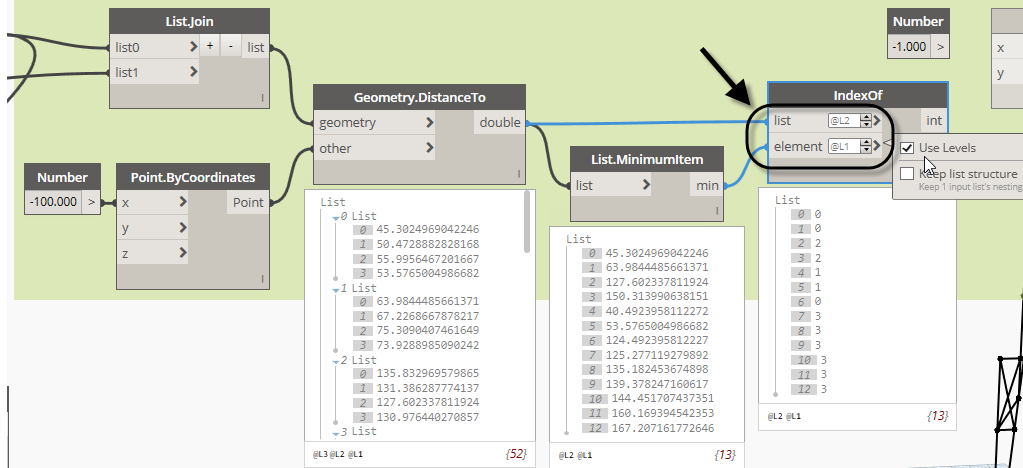 List.Join
list0 > + - list
list1 >
Number
-1.000 >
x
y
Geometry.DistanceTo
geometry > double
other >
IndexOf
list @L2 > int
element @L1 > <
Use Levels
Keep list structure
Keep 1 input list's nesting
List.MinimumItem
list > min
Number
-100.000 >
Point.ByCoordinates
x > Point
y >
z >
List
0 List
0 45.3024969042246
1 50.4728882828168
2 55.9956467201667
3 53.5765004986682
1 List
0 63.9844485661371
1 67.2268667878217
2 75.3090407461649
3 73.9288985090242
2 List
0 135.832969579865
1 131.386287774137
2 127.602337811924
3 130.976440270857
3 List
@L3 @L2 @L1 {52}
List
0 45.3024969042246
1 63.9844485661371
2 127.602337811924
3 150.313990638151
4 40.4923958112272
5 53.5765004986682
6 124.492395812227
7 125.277119279892
8 135.182453674898
9 139.378247160617
10 144.451707437351
11 160.169394542353
12 167.207161772646
@L2 @L1 {13}
List
0 0
1 0
2 2
3 2
4 1
5 1
6 0
7 3
8 3
9 3
10 3
11 3
12 3
@L2 @L1 {13}